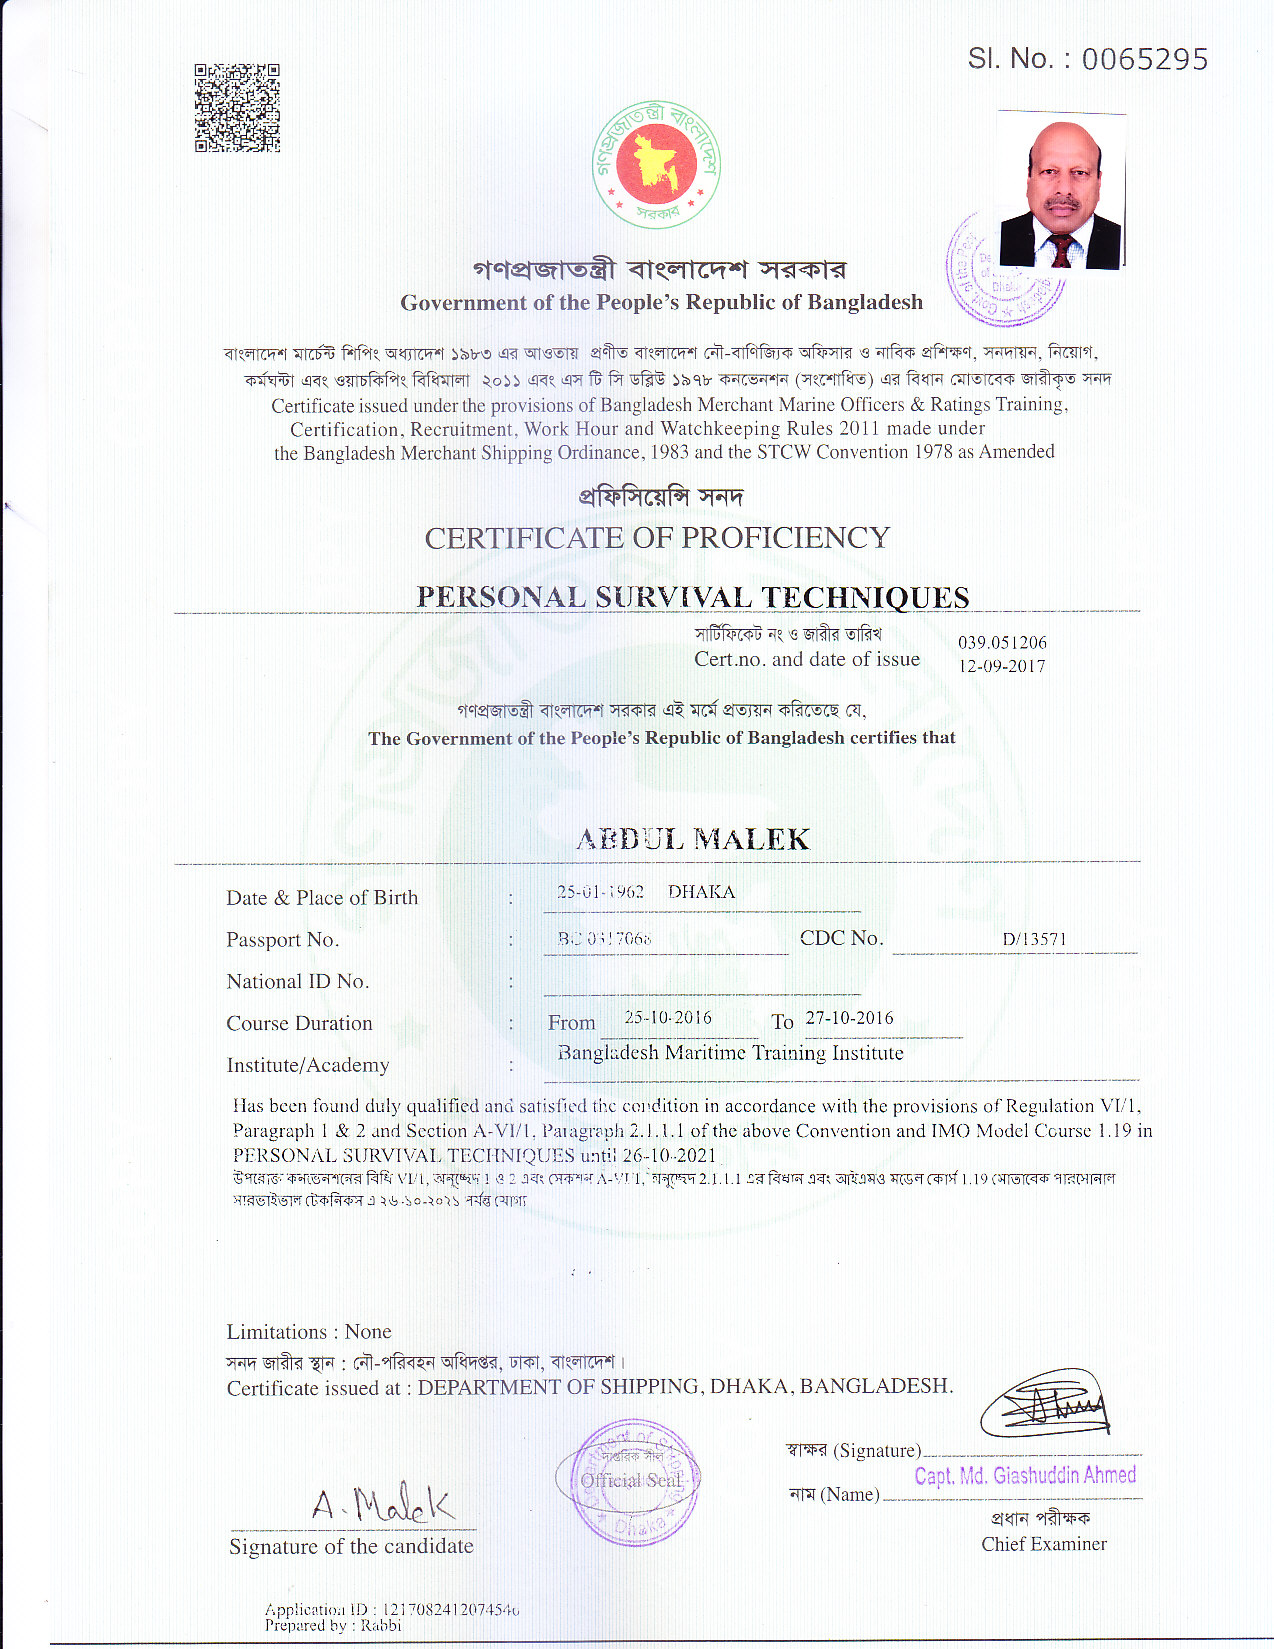 Sl. No. : 0065295
গণপ্রজাতন্ত্রী বাংলাদেশ
সরকার
গণপ্রজাতন্ত্রী বাংলাদেশ সরকার
Government of the People's Republic of Bangladesh
বাংলাদেশ মার্চেন্ট শিপিং অধ্যাদেশ ১৯৮৩ এর আওতায় প্রণীত বাংলাদেশ নৌ-বাণিজ্যিক অফিসার ও নাবিক প্রশিক্ষণ, সনদায়ন, নিয়োগ,
কর্মঘন্টা এবং ওয়াচকিপিং বিধিমালা ২০১১ এবং এস টি সি ডব্লিউ ১৯৭৮ কনভেনশন (সংশোধিত) এর বিধান মোতাবেক জারীকৃত সনদ
Certificate issued under the provisions of Bangladesh Merchant Marine Officers & Ratings Training,
Certification, Recruitment, Work Hour and Watchkeeping Rules 2011 made under
the Bangladesh Merchant Shipping Ordinance, 1983 and the STCW Convention 1978 as Amended
প্রফিসিয়েন্সি সনদ
CERTIFICATE OF PROFICIENCY
PERSONAL SURVIVAL TECHNIQUES
সার্টিফিকেট নং ও জারীর তারিখ 039.051206
Cert.no. and date of issue 12-09-2017
গণপ্রজাতন্ত্রী বাংলাদেশ সরকার এই মর্মে প্রত্যয়ন করিতেছে যে,
The Government of the People's Republic of Bangladesh certifies that
ABDUL MALEK
Date & Place of Birth : 25-01-1962 DHAKA
Passport No. : CDC No. D/13571
National ID No. :
Course Duration : From 25-10-2016 To 27-10-2016
Institute/Academy : Bangladesh Maritime Training Institute
Has been found duly qualified and satisfied the condition in accordance with the provisions of Regulation VI/1,
Paragraph 1 & 2 and Section A-VI/1, Paragraph 2.1.1.1 of the above Convention and IMO Model Course 1.19 in
PERSONAL SURVIVAL TECHNIQUES until 26-10-2021
উপরোক্ত কনভেনশনের বিধি VI/1, অনুচ্ছেদ 1 ও 2 এবং সেকশন A-VI/1, অনুচ্ছেদ 2.1.1.1 এর বিধান এবং আইএমও মডেল কোর্স 1.19 মোতাবেক পারসোনাল
সারভাইভাল টেকনিকস এ ২৬-১০-২০২১ পর্যন্ত যোগ্য
Limitations : None
সনদ জারীর স্থান : নৌ-পরিবহন অধিদপ্তর, ঢাকা, বাংলাদেশ।
Certificate issued at : DEPARTMENT OF SHIPPING, DHAKA, BANGLADESH.
স্বাক্ষর (Signature)
Capt. Md. Giashuddin Ahmed
নাম (Name)
প্রধান পরীক্ষক
Chief Examiner
দাপ্তরিক সীল
Official Seal
Dhaka
A. Malek
Signature of the candidate
Application ID : 1217082412074546
Prepared by : Rabbi